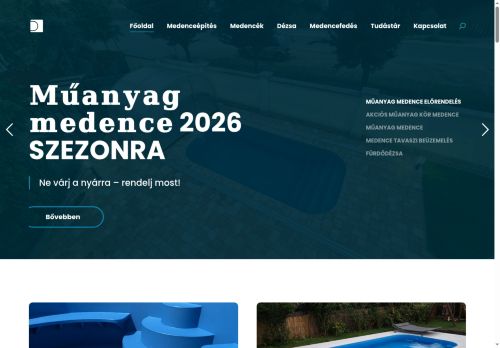 Főoldal Medenceépítés Medencék Dézsa Medencefedés Tudástár Kapcsolat
Műanyag
medence 2026
SZEZONRA
Ne várj a nyárra – rendelj most!
Bővebben
MŰANYAG MEDENCE ELŐRENDELÉS
AKCIÓS MŰANYAG KÖR MEDENCE
MŰANYAG MEDENCE
MEDENCE TAVASZI BEÜZEMELÉS
FÜRDŐDÉZSA